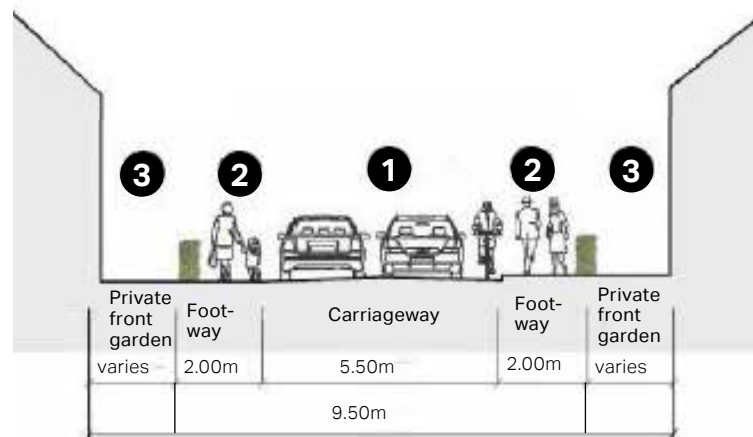 3
2
1
2
3
Private
front
garden
Foot-
way
Carriageway
Foot-
way
Private
front
garden
varies
2.00m
5.50m
2.00m
varies
9.50m